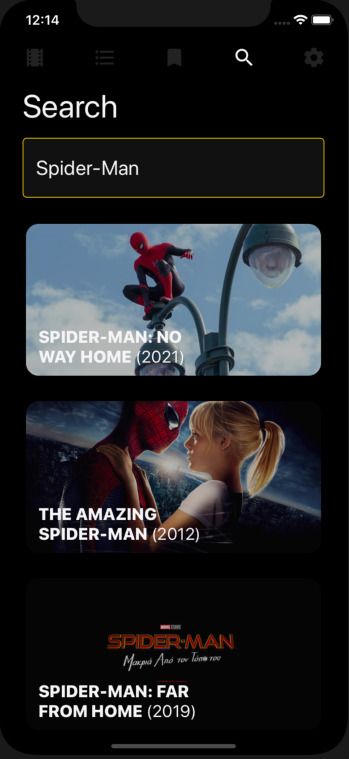 12:14
Search
Spider-Man
SPIDER-MAN: NO
WAY HOME (2021)
THE AMAZING
SPIDER-MAN (2012)
MARVEL STUDIOS
SPIDER-MAN
Μακριά Από τον Τόπο του
SPIDER-MAN: FAR
FROM HOME (2019)